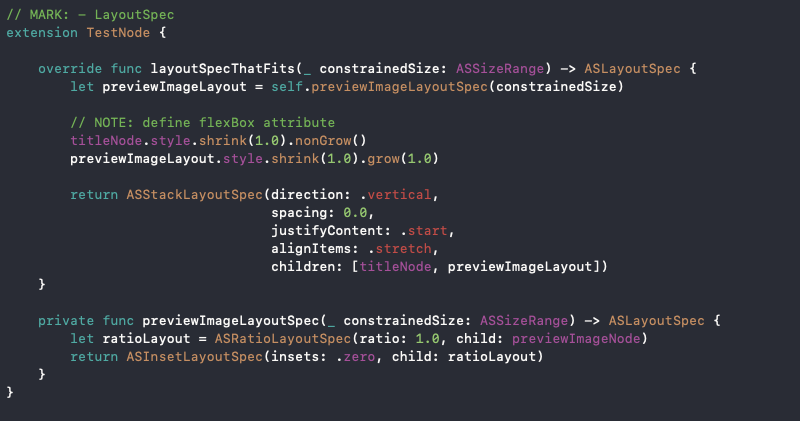 // MARK: - LayoutSpec
extension TestNode {
override func layoutSpecThatFits(_ constrainedSize: ASSizeRange) -> ASLayoutSpec {
let previewImageLayout = self.previewImageLayoutSpec(constrainedSize)
// NOTE: define flexBox attribute
titleNode.style.shrink(1.0).nonGrow()
previewImageLayout.style.shrink(1.0).grow(1.0)
return ASStackLayoutSpec(direction: .vertical,
spacing: 0.0,
justifyContent: .start,
alignItems: .stretch,
children: [titleNode, previewImageLayout])
}
private func previewImageLayoutSpec(_ constrainedSize: ASSizeRange) -> ASLayoutSpec {
let ratioLayout = ASRatioLayoutSpec(ratio: 1.0, child: previewImageNode)
return ASInsetLayoutSpec(insets: .zero, child: ratioLayout)
}
}